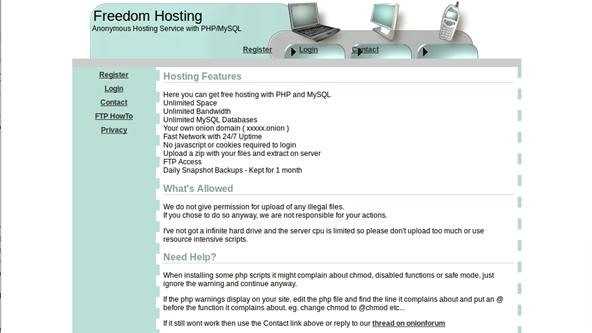 Freedom Hosting
Anonymous Hosting Service with PHP/MySQL
Register Login Contact
Register
Login
Contact
FTP HowTo
Privacy
Hosting Features
Here you can get free hosting with PHP and MySQL
Unlimited Space
Unlimited Bandwidth
Unlimited MySQL Databases
Your own onion domain ( xxxxx.onion )
Fast Network with 24/7 Uptime
No javascript or cookies required to login
Upload a zip with your files and extract on server
FTP Access
Daily Snapshot Backups - Kept for 1 month
What's Allowed
We do not give permission for upload of any illegal files.
If you chose to do so anyway, we are not responsible for your actions.
I've not got a infinite hard drive and the server cpu is limited so please don't upload too much or use
resource intensive scripts.
Need Help?
When installing some php scripts it might complain about chmod, disabled functions or safe mode, just
ignore the warning and continue anyway.
If the php warnings display on your site, edit the php file and find the line it complains about and put an @
before the function it complains about. eg. change chmod to @chmod etc...
If it still wont work then use the Contact link above or reply to our thread on onionforum